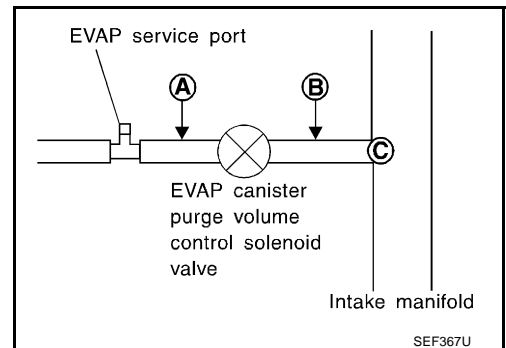 EVAP service port
A
B
C
EVAP canister
purge volume
control solenoid
valve
Intake manifold
SEF367U